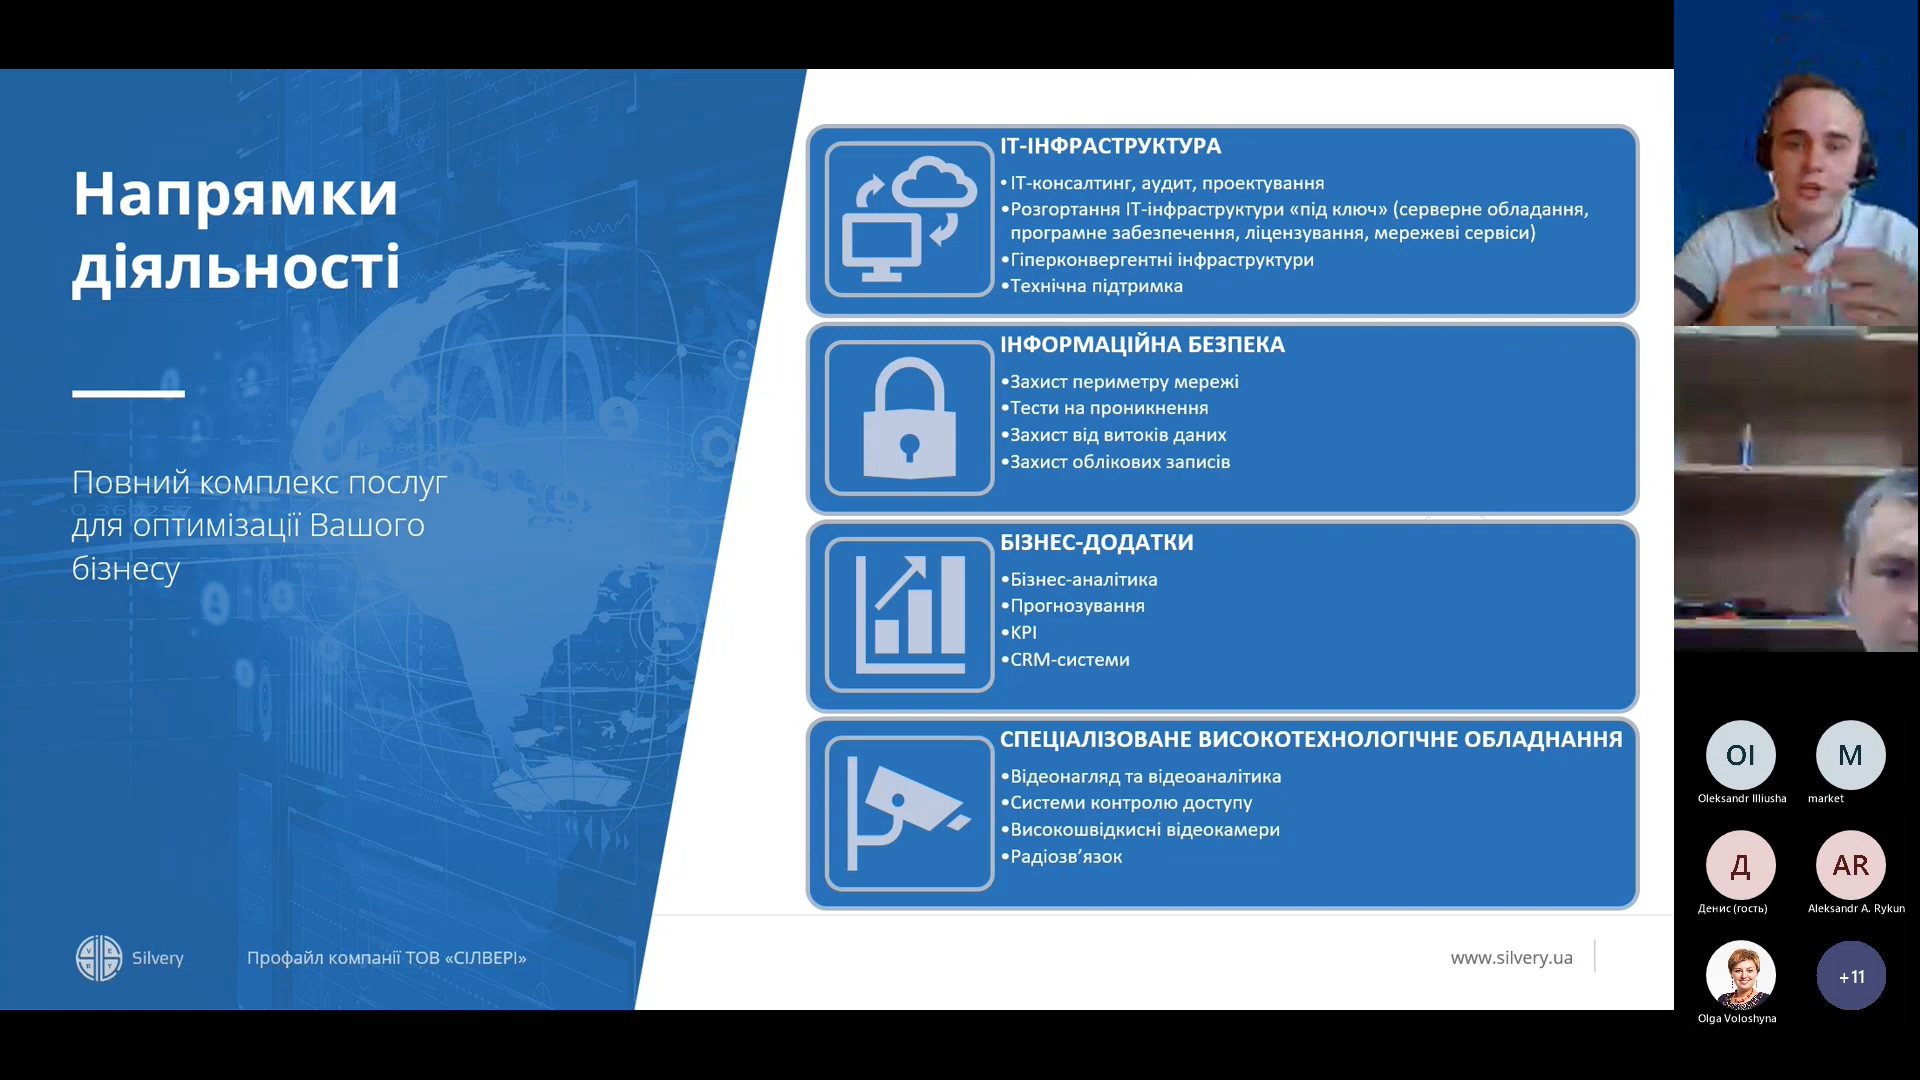 Напрямки
діяльності
Повний комплекс послуг
для оптимізації Вашого
бізнесу
Silvery
Профайл компанії ТОВ «СІЛВЕРІ»
ІТ-ІНФРАСТРУКТУРА
•ІТ-консалтинг, аудит, проектування
•Розгортання ІТ-інфраструктури «під ключ» (серверне обладання,
програмне забезпечення, ліцензування, мережеві сервіси)
•Гіперконвергентні інфраструктури
•Технічна підтримка
ІНФОРМАЦІЙНА БЕЗПЕКА
•Захист периметру мережі
•Тести на проникнення
•Захист від витоків даних
•Захист облікових записів
БІЗНЕС-ДОДАТКИ
•Бізнес-аналітика
•Прогнозування
•KPI
•CRM-системи
СПЕЦІАЛІЗОВАНЕ ВИСОКОТЕХНОЛОГІЧНЕ ОБЛАДНАННЯ
•Відеонагляд та відеоаналітика
•Системи контролю доступу
•Високошвідкисні відеокамери
•Радіозв’язок
www.silvery.ua
OI
Oleksandr Illiusha
M
market
Д
Денис (гость)
AR
Aleksandr A. Rykun
Olga Voloshyna
+11